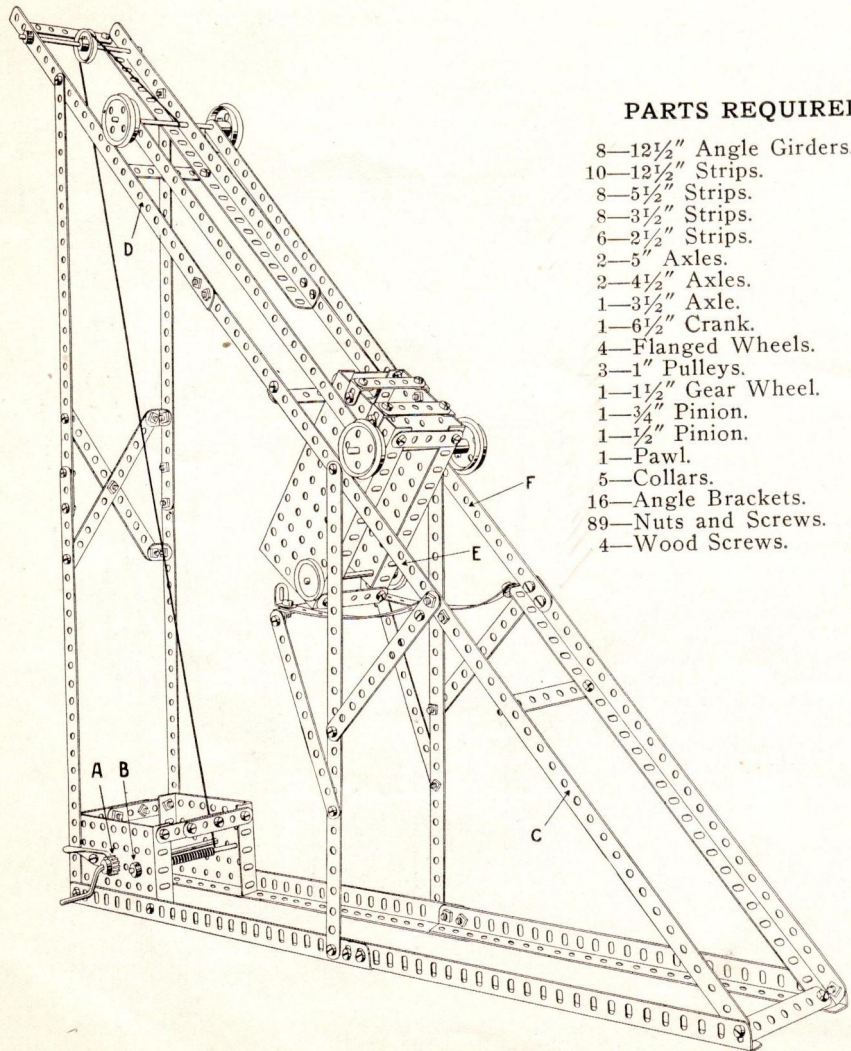 PARTS REQUIRED
8—12½″ Angle Girders.
10—12½″ Strips.
8—5½″ Strips.
8—3½″ Strips.
6—2½″ Strips.
2—5″ Axles.
2—4½″ Axles.
1—3½″ Axle.
1—6½″ Crank.
4—Flanged Wheels.
3—1″ Pulleys.
1—1½″ Gear Wheel.
1—¾″ Pinion.
1—½″ Pinion.
1—Pawl.
5—Collars.
16—Angle Brackets.
89—Nuts and Screws.
4—Wood Screws.
D
F
E
A B
C